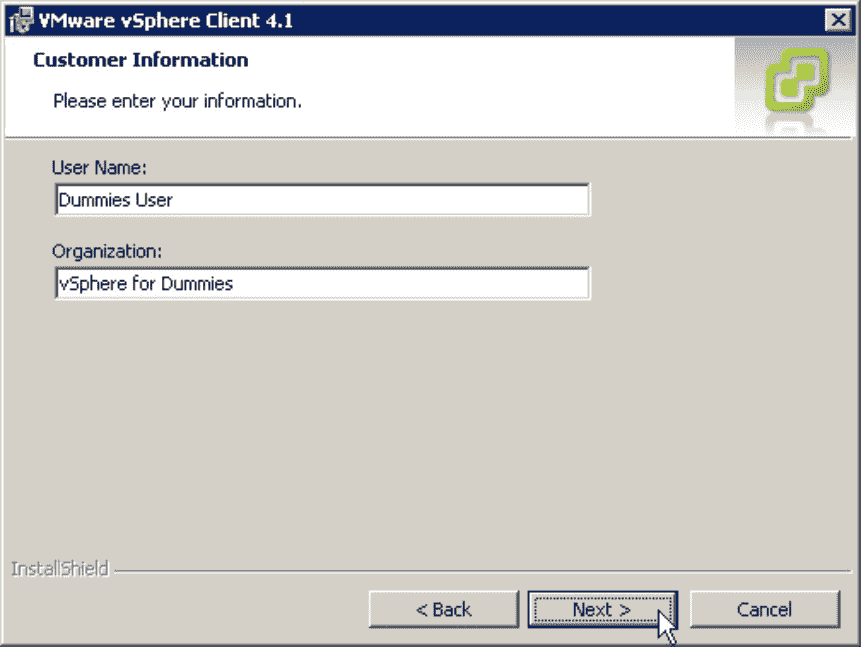 VMware vSphere Client 4.1
Customer Information
Please enter your information.
User Name:
Dummies User
Organization:
vSphere for Dummies
InstallShield
< Back
Next >
Cancel